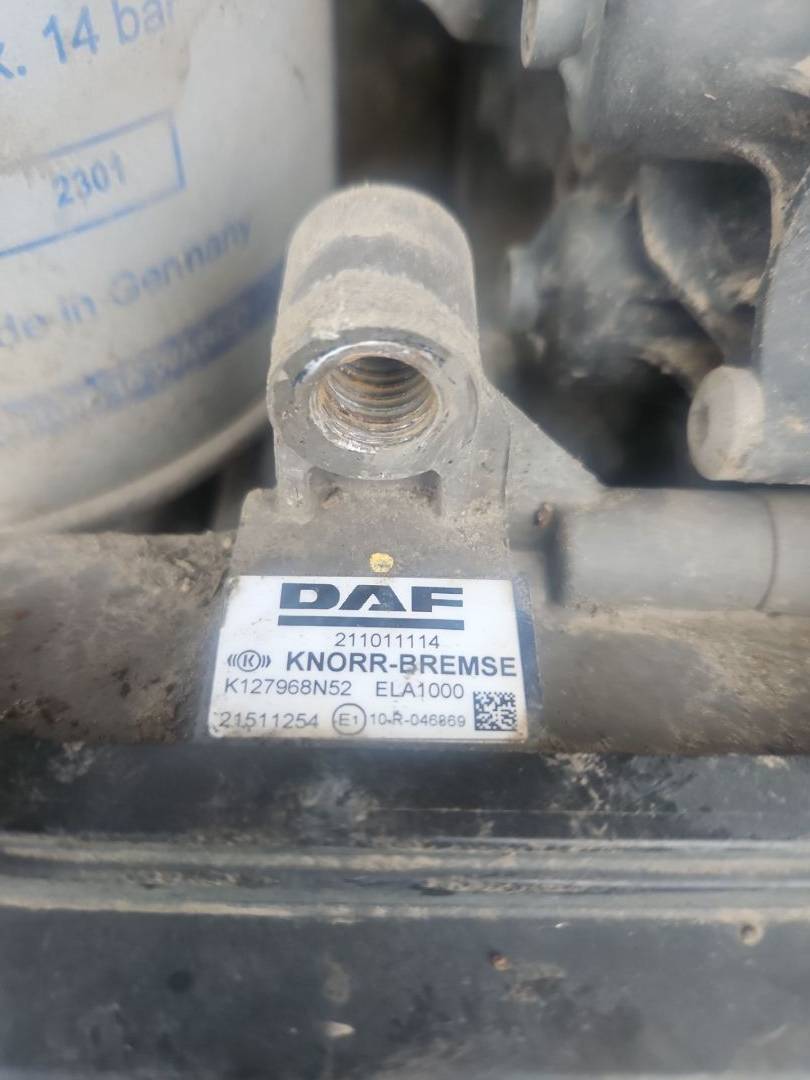 k. 14 bar
2301
de in Germany
DAF
211011114
K KNORR-BREMSE
K127968N52 ELA1000
21511254 E1 10-R-046869